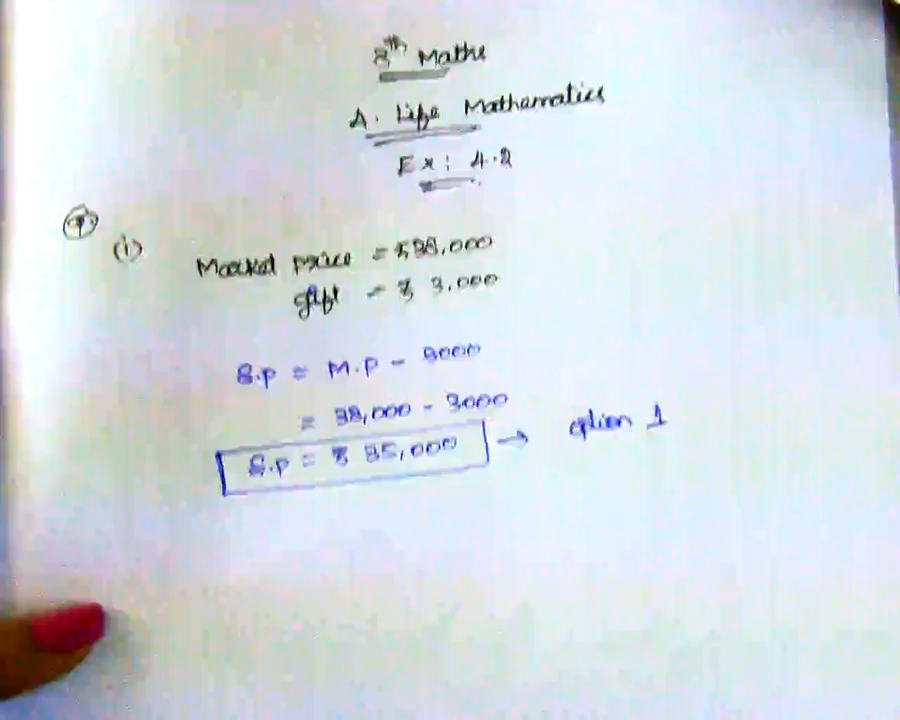 8th Maths
4. Life Mathematics
Ex: 4.2
9
(i)
Marked price = ₹38,000
gift = ₹ 3,000
S.P = M.P - 3000
= 38,000 - 3000
S.P = ₹ 35,000 → option 1